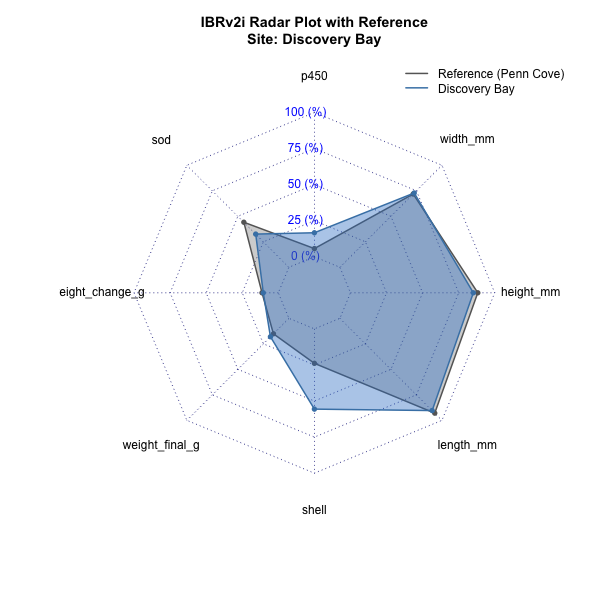 IBRv2i Radar Plot with Reference
Site: Discovery Bay
p450
Reference (Penn Cove)
Discovery Bay
100 (%)
sod
width_mm
75 (%)
50 (%)
25 (%)
0 (%)
eight_change_g
height_mm
weight_final_g
length_mm
shell